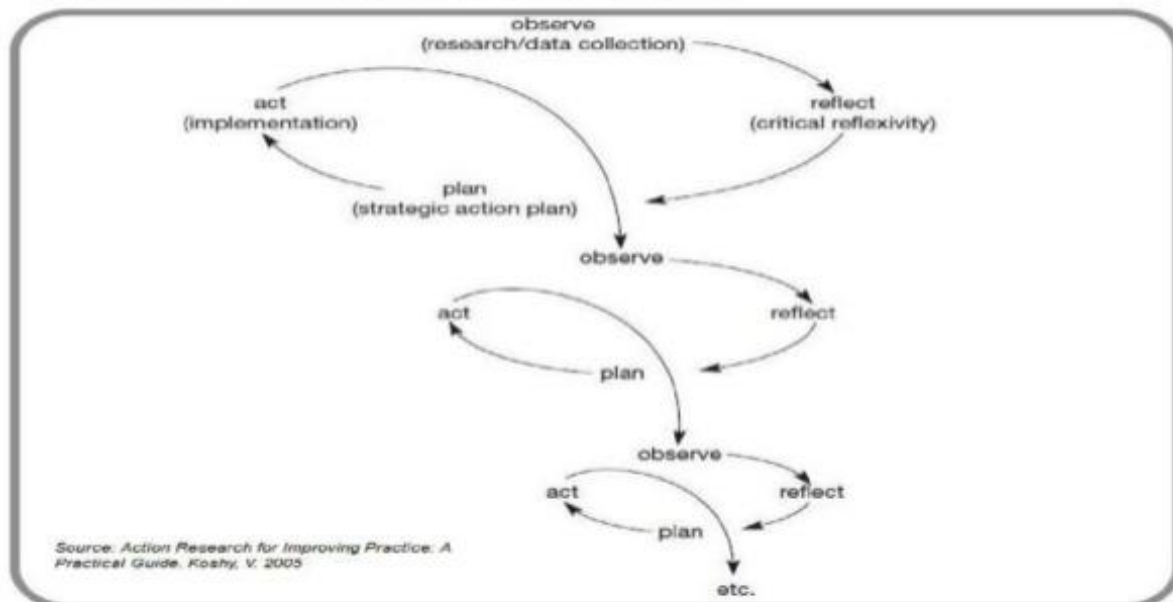 observe
(research/data collection)
act
(implementation)
reflect
(critical reflexivity)
plan
(strategic action plan)
observe
act
reflect
plan
observe
act
reflect
plan
etc.
Source: Action Research for Improving Practice: A
Practical Guide. Koshy, V. 2005